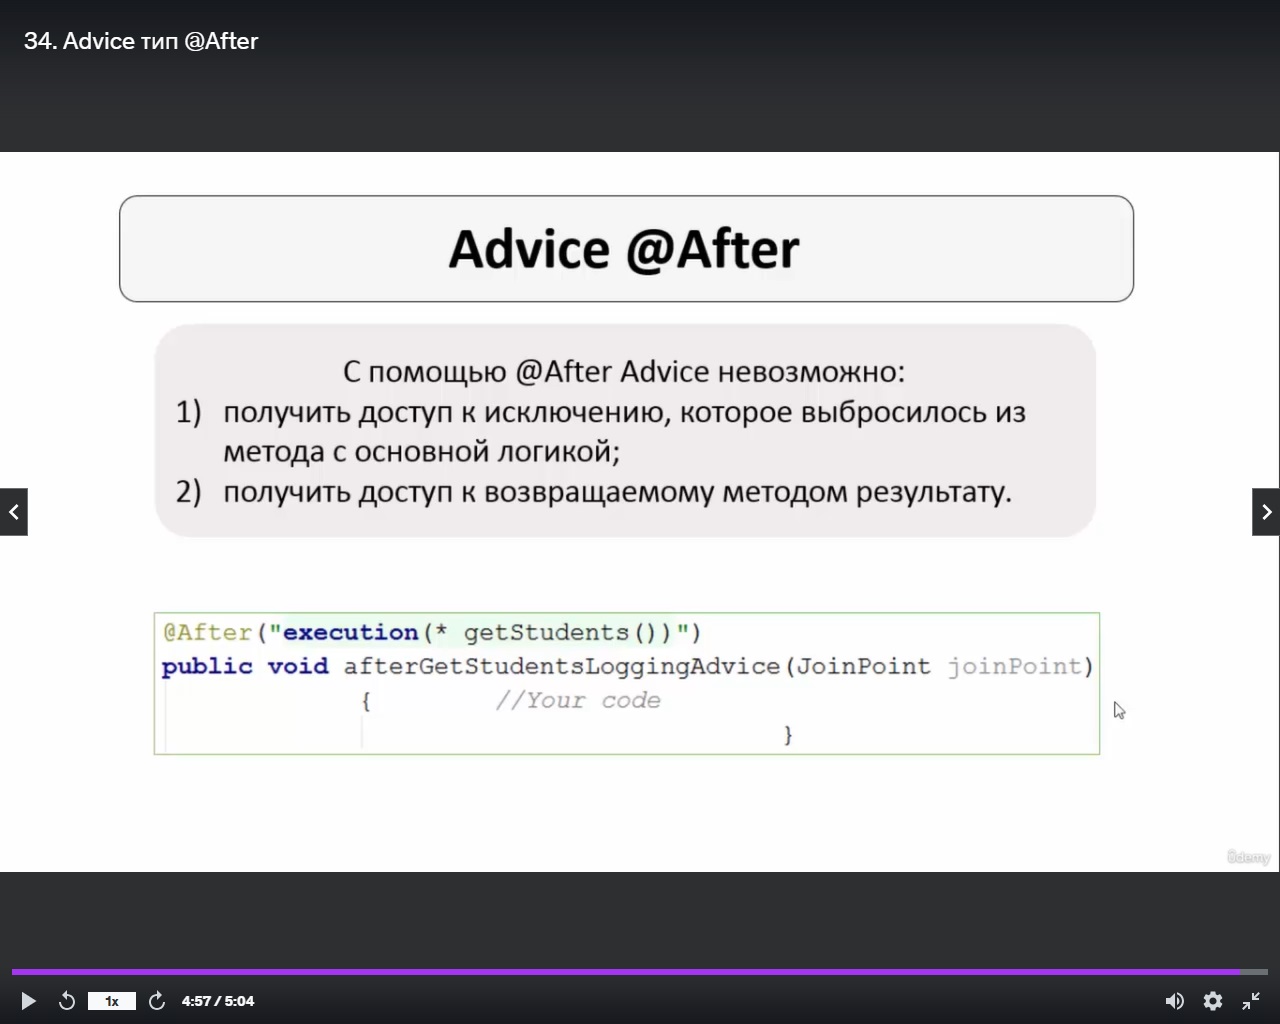 34. Advice тип @After
Advice @After
С помощью @After Advice невозможно:
1) получить доступ к исключению, которое выбросилось из
метода с основной логикой;
2) получить доступ к возвращаемому методом результату.
@After("execution(* getStudents())")
public void afterGetStudentsLoggingAdvice(JoinPoint joinPoint)
{ //Your code
}
ûdemy
1x
4:57 / 5:04